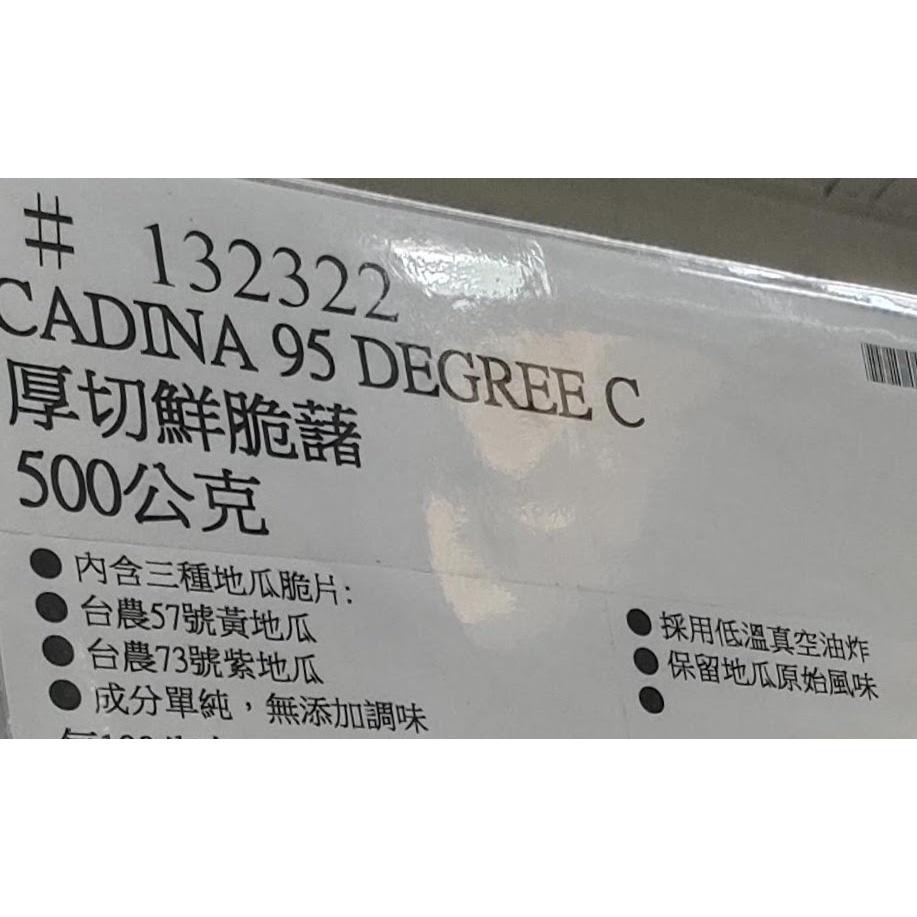 # 132322
CADINA 95 DEGREE C
厚切鮮脆藷
500公克
●內含三種地瓜脆片:
●台農57號黃地瓜
●台農73號紫地瓜
●成分單純，無添加調味
●採用低溫真空油炸
●保留地瓜原始風味
●